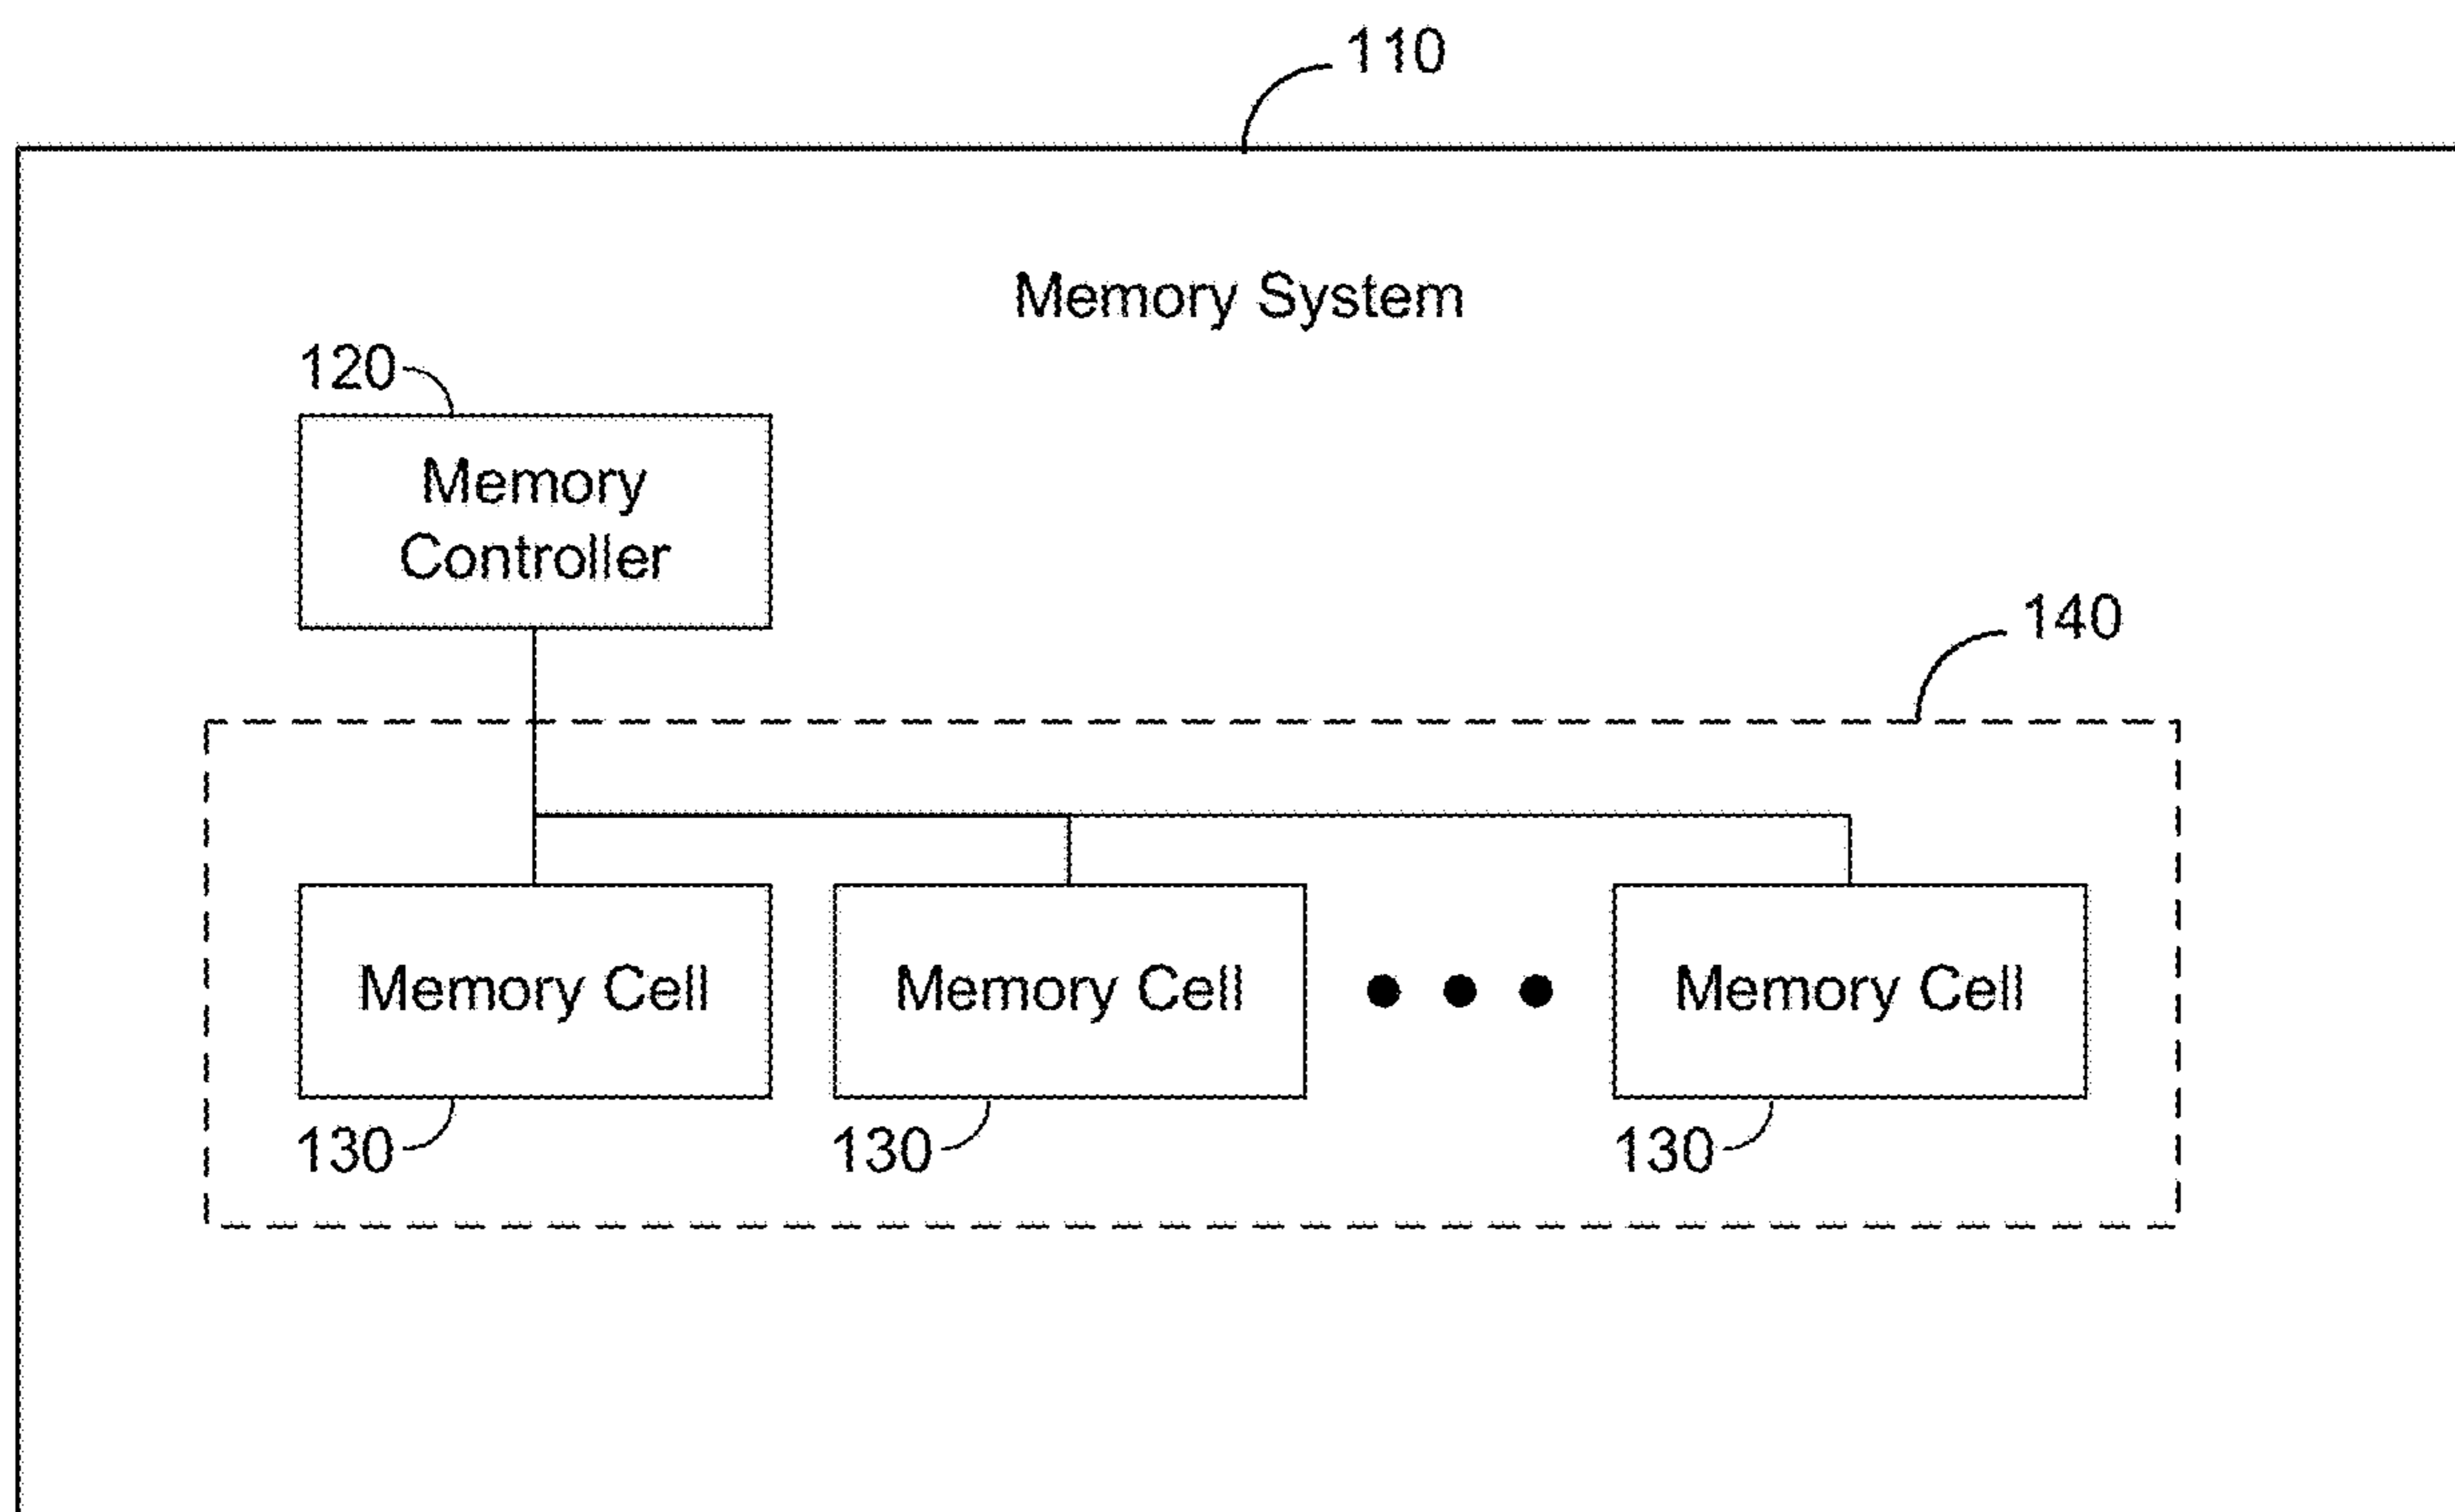 110
Memory System
120
Memory
Controller
140
Memory Cell
Memory Cell
Memory Cell
130
130
130